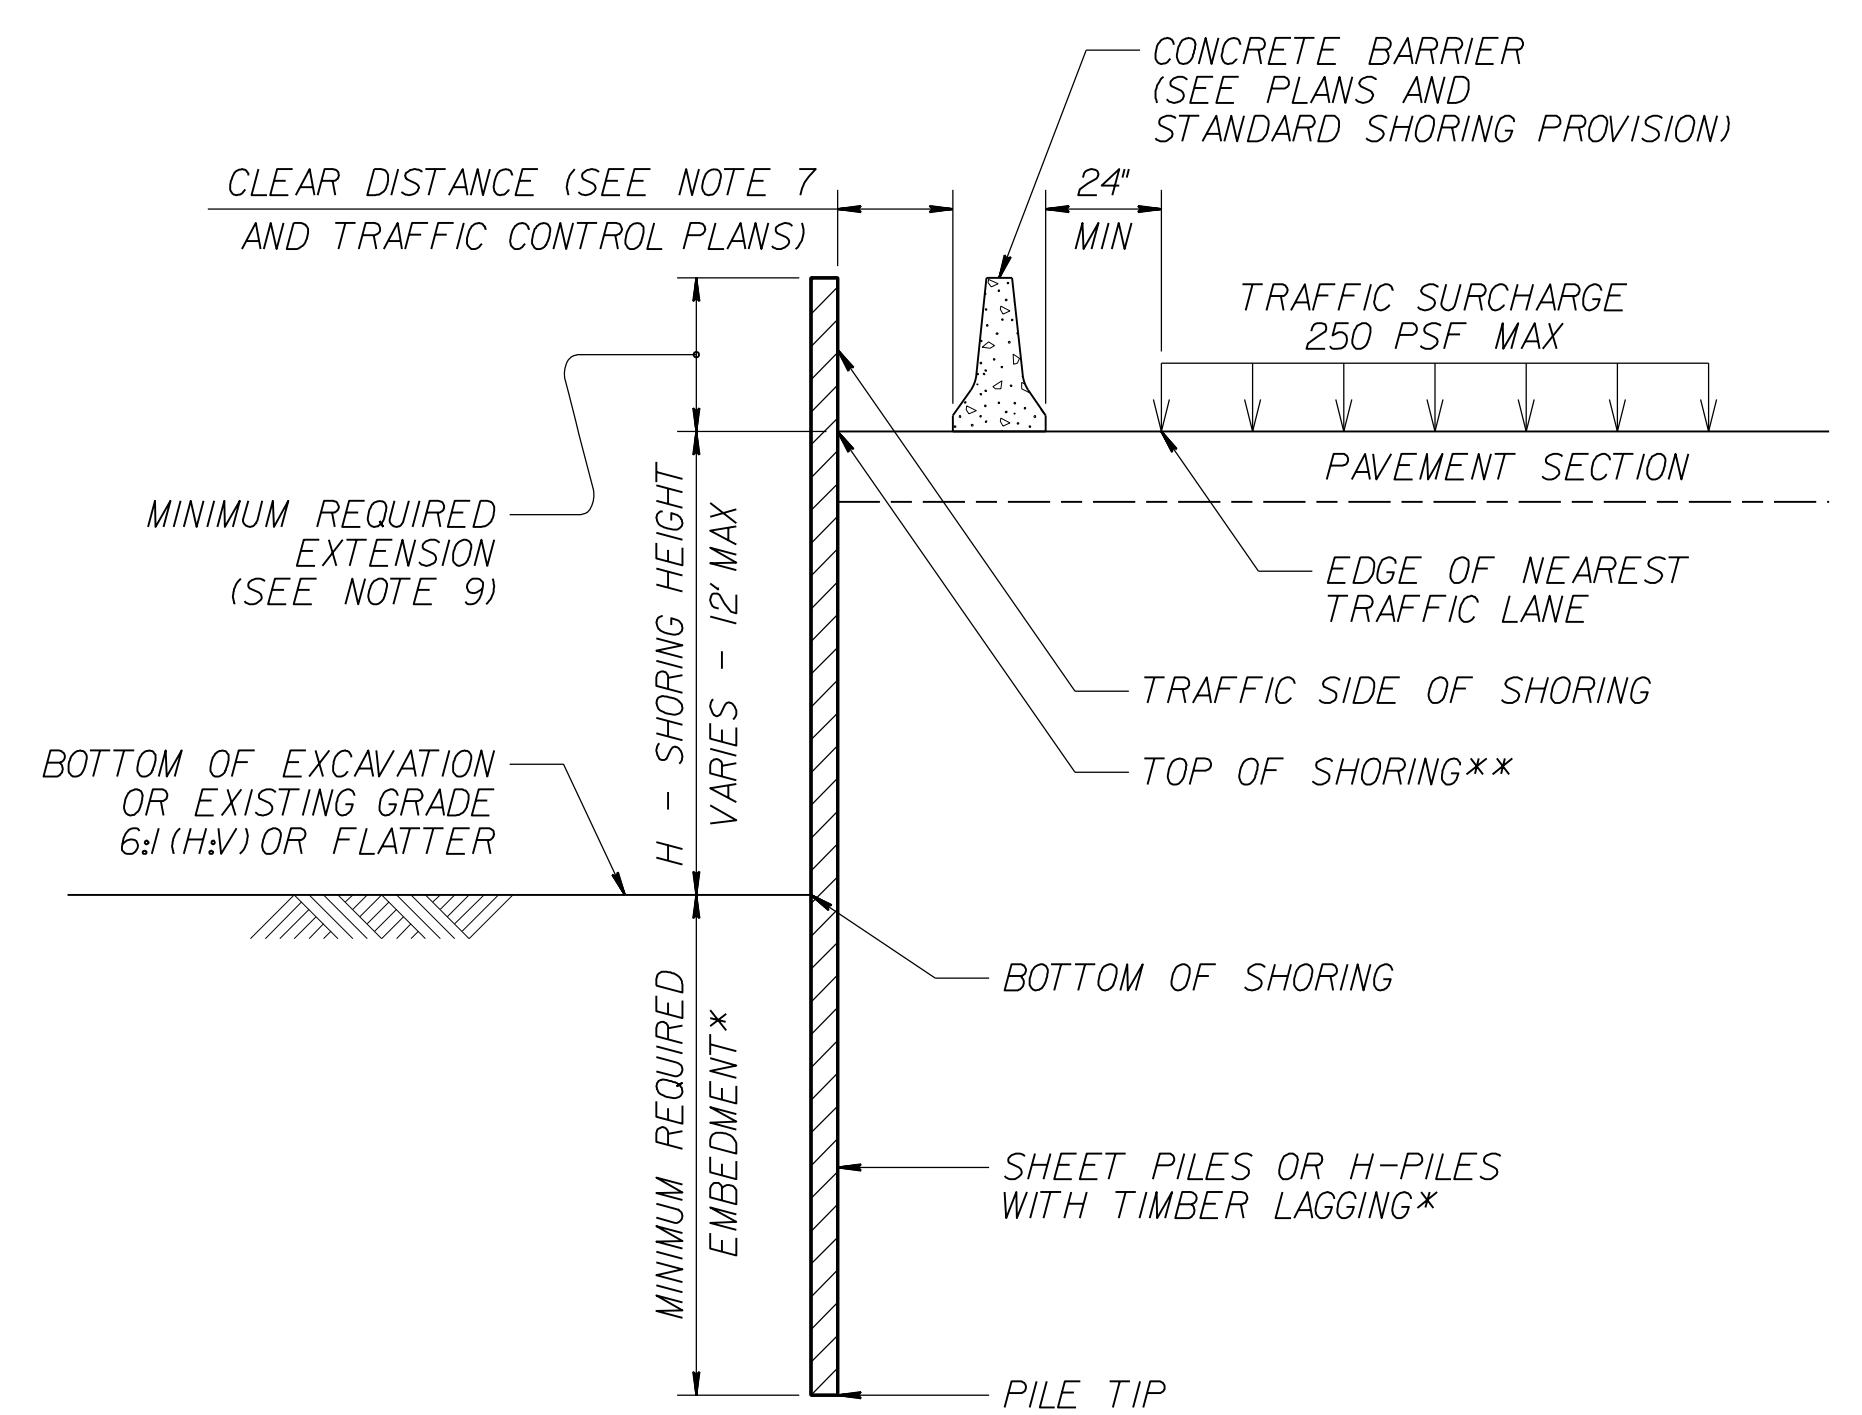 CONCRETE BARRIER
(SEE PLANS AND
STANDARD SHORING PROVISION)
CLEAR DISTANCE (SEE NOTE 7
AND TRAFFIC CONTROL PLANS)
24"
MIN
TRAFFIC SURCHARGE
250 PSF MAX
PAVEMENT SECTION
MINIMUM REQUIRED
EXTENSION
(SEE NOTE 9)
H - SHORING HEIGHT
VARIES - 12' MAX
EDGE OF NEAREST
TRAFFIC LANE
TRAFFIC SIDE OF SHORING
TOP OF SHORING**
BOTTOM OF EXCAVATION
OR EXISTING GRADE
6:1 (H:V) OR FLATTER
BOTTOM OF SHORING
MINIMUM REQUIRED
EMBEDMENT*
SHEET PILES OR H-PILES
WITH TIMBER LAGGING*
PILE TIP